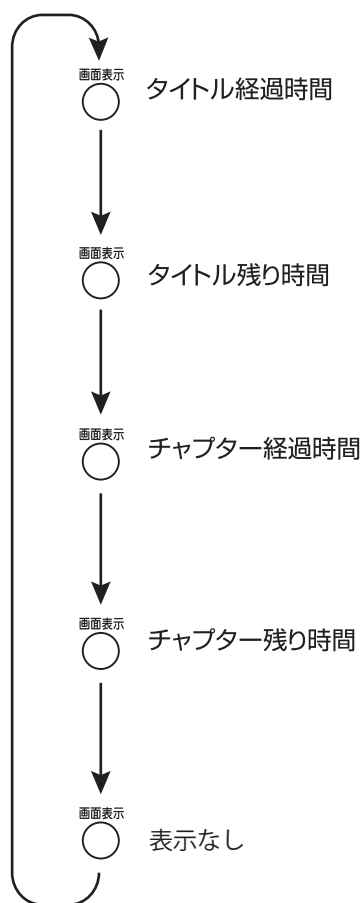 画面表示
タイトル経過時間
画面表示
タイトル残り時間
画面表示
チャプター経過時間
画面表示
チャプター残り時間
画面表示
表示なし